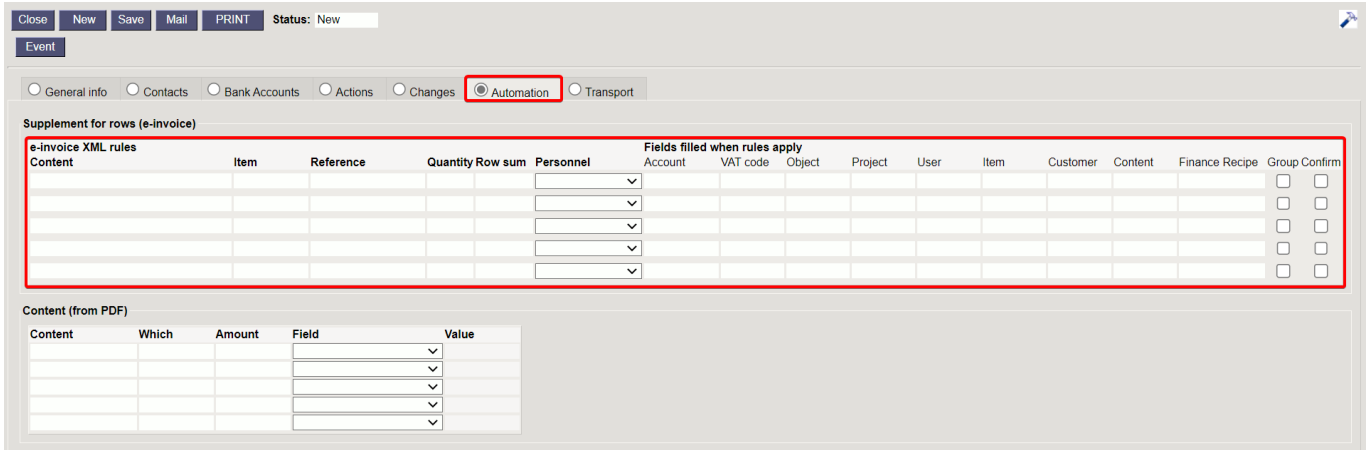 Close New Save Mail PRINT Status: New
Event
General info Contacts Bank Accounts Actions Changes Automation Transport
Supplement for rows (e-invoice)
e-invoice XML rules Fields filled when rules apply
Content Item Reference Quantity Row sum Personnel Account VAT code Object Project User Item Customer Content Finance Recipe Group Confirm
Content (from PDF)
Content Which Amount Field Value